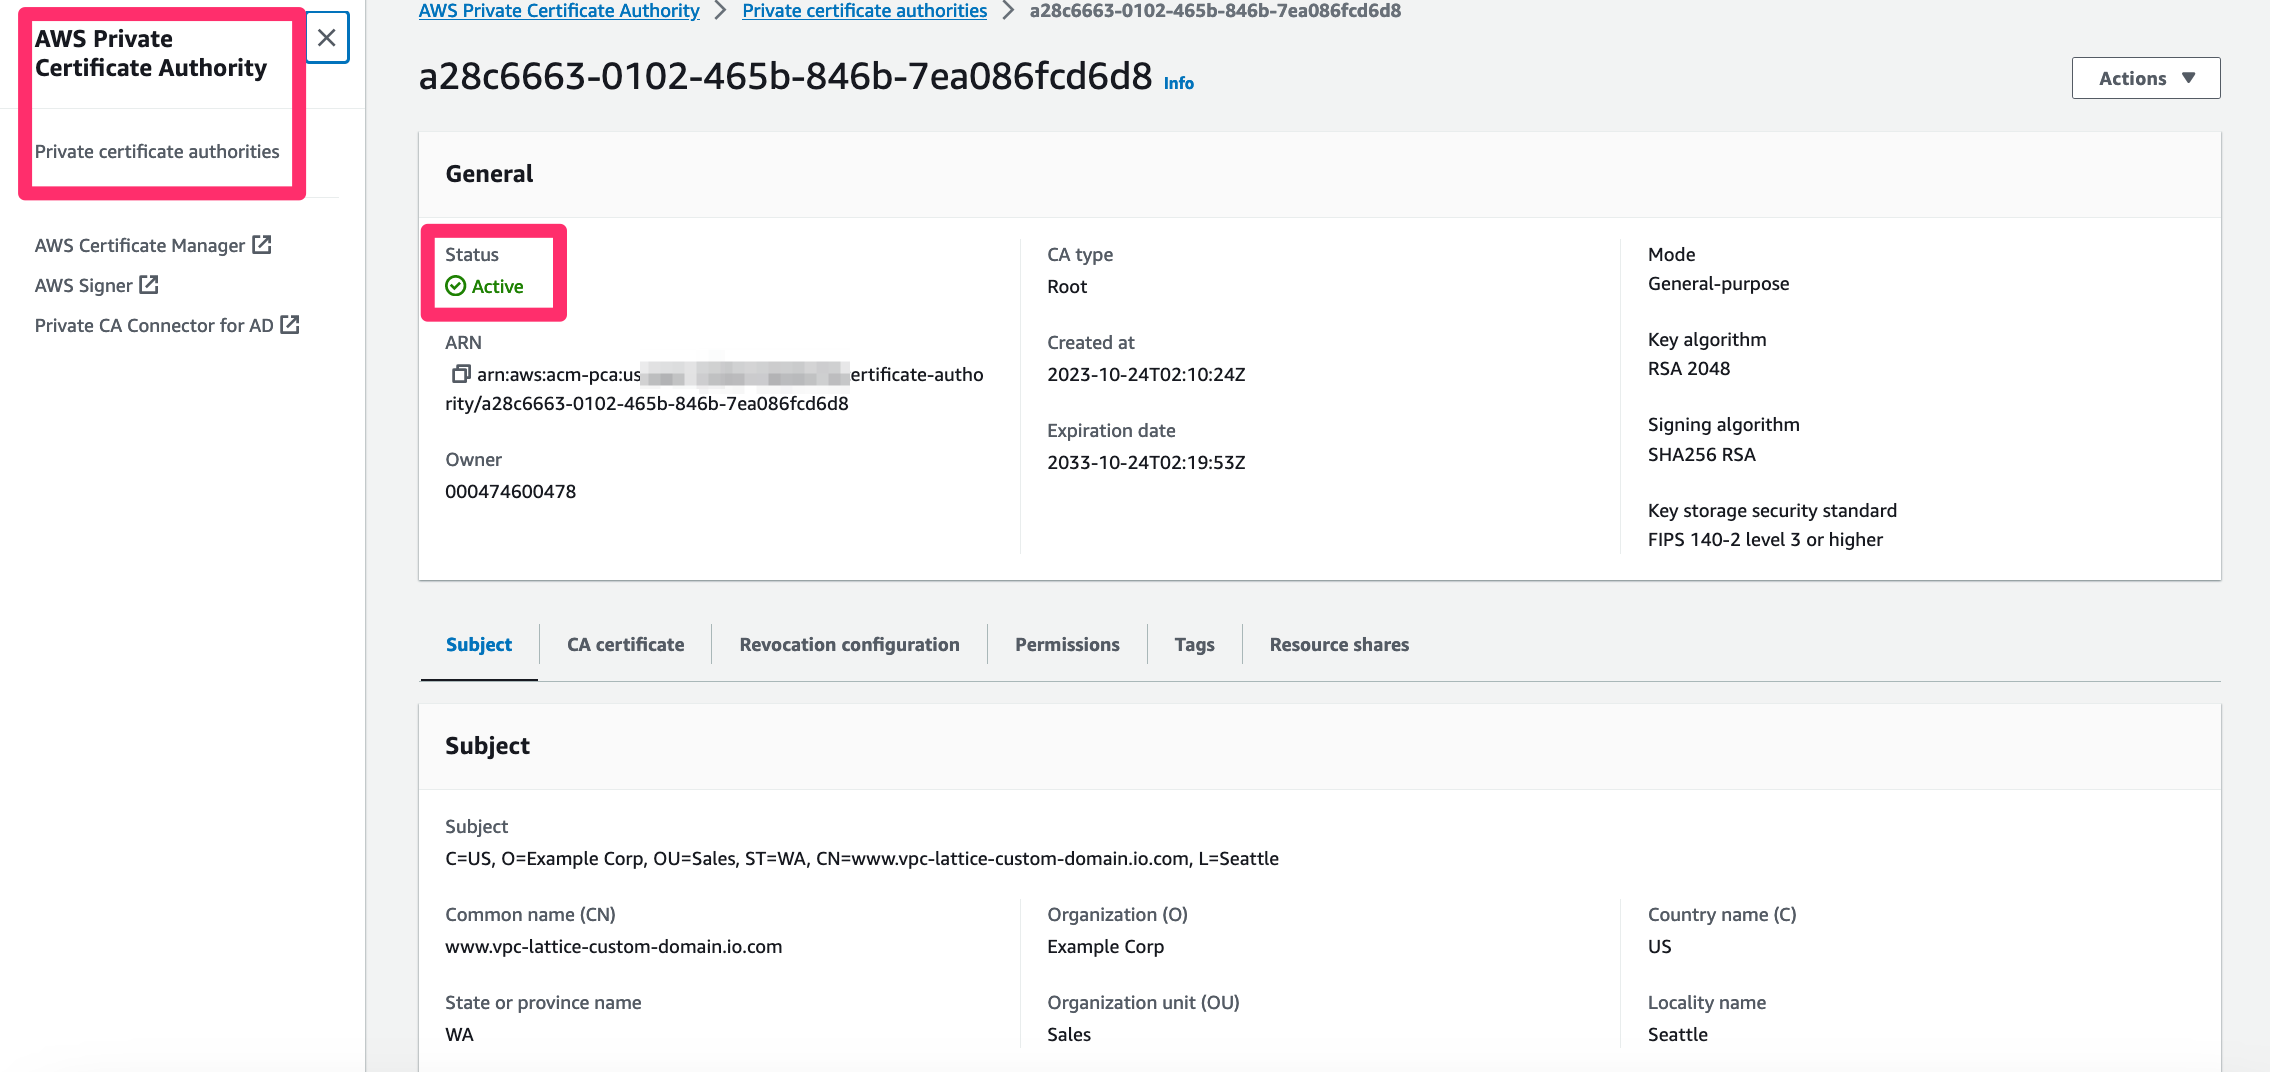 AWS Private
Certificate Authority
Private certificate authorities
AWS Certificate Manager
AWS Signer
Private CA Connector for AD
AWS Private Certificate Authority > Private certificate authorities > a28c6663-0102-465b-846b-7ea086fcd6d8
a28c6663-0102-465b-846b-7ea086fcd6d8 Info
Actions
General
Status
Active
ARN
arn:aws:acm-pca:us ertificate-autho
rity/a28c6663-0102-465b-846b-7ea086fcd6d8
Owner
000474600478
CA type
Root
Created at
2023-10-24T02:10:24Z
Expiration date
2033-10-24T02:19:53Z
Mode
General-purpose
Key algorithm
RSA 2048
Signing algorithm
SHA256 RSA
Key storage security standard
FIPS 140-2 level 3 or higher
Subject
CA certificate
Revocation configuration
Permissions
Tags
Resource shares
Subject
Subject
C=US, O=Example Corp, OU=Sales, ST=WA, CN=www.vpc-lattice-custom-domain.io.com, L=Seattle
Common name (CN)
www.vpc-lattice-custom-domain.io.com
Organization (O)
Example Corp
Country name (C)
US
State or province name
WA
Organization unit (OU)
Sales
Locality name
Seattle